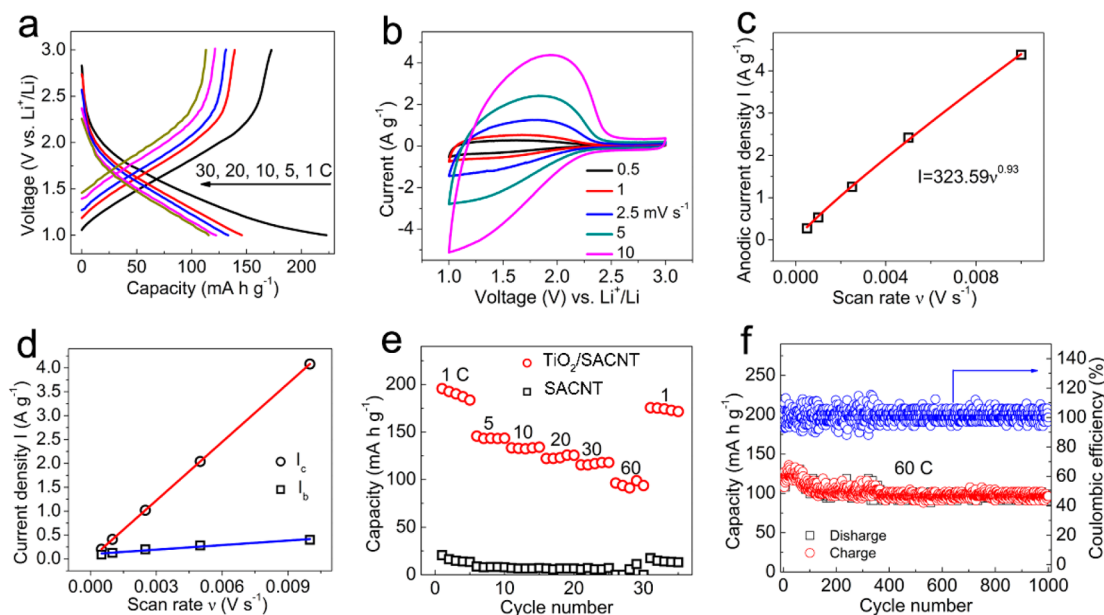 a
3.0
2.5
2.0
1.5
1.0
Voltage (V vs. Li⁺/Li)
30, 20, 10, 5, 1 C
0 50 100 150 200
Capacity (mA h g⁻¹)
b
4
2
0
-2
-4
Current (A g⁻¹)
0.5
1
2.5 mV s⁻¹
5
10
1.0 1.5 2.0 2.5 3.0
Voltage (V) vs. Li⁺/Li
c
4
2
0
Anodic current density I (A g⁻¹)
I=323.59ν⁰·⁹³
0.000 0.004 0.008
Scan rate ν (V s⁻¹)
d
4.0
3.5
3.0
2.5
2.0
1.5
1.0
0.5
0.0
Current density I (A g⁻¹)
I_c
I_b
0.000 0.003 0.006 0.009
Scan rate ν (V s⁻¹)
e
200
150
100
50
0
Capacity (mA h g⁻¹)
TiO₂/SACNT
SACNT
1 C
5
10
20
30
60
1
0 10 20 30
Cycle number
f
250
200
150
100
50
0
Capacity (mA h g⁻¹)
60 C
Disharge
Charge
0 200 400 600 800 1000
Cycle number
140
120
100
80
60
40
20
0
Coulombic efficiency (%)